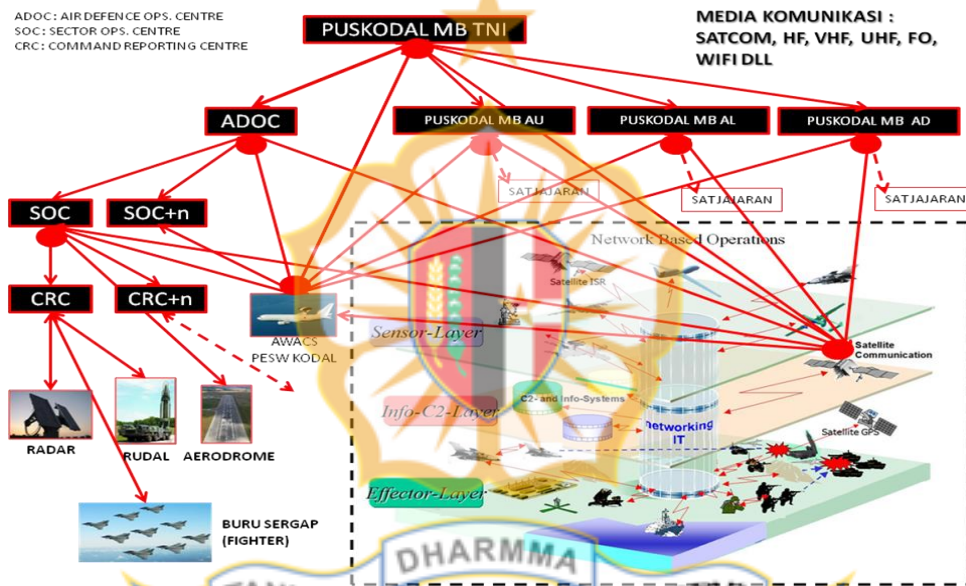 ADOC: AIR DEFENCE OPS. CENTRE
SOC: SECTOR OPS. CENTRE
CRC: COMMAND REPORTING CENTRE
PUSKODAL MB TNI
MEDIA KOMUNIKASI :
SATCOM, HF, VHF, UHF, FO,
WIFI DLL
ADOC
PUSKODAL MB AU
PUSKODAL MB AL
PUSKODAL MB AD
SATJAJARAN
SATJAJARAN
SATJAJARAN
SOC
SOC+n
Network Based Operations
Satellite ISR
CRC
CRC+n
AWACS
PESW KODAL
Sensor-Layer
Satellite
Communication
Info-C2-Layer
C2- and Info-Systems
networking
IT
Satellite GPS
RADAR
RUDAL
AERODROME
Effector-Layer
BURU SERGAP
(FIGHTER)
DHARMMA